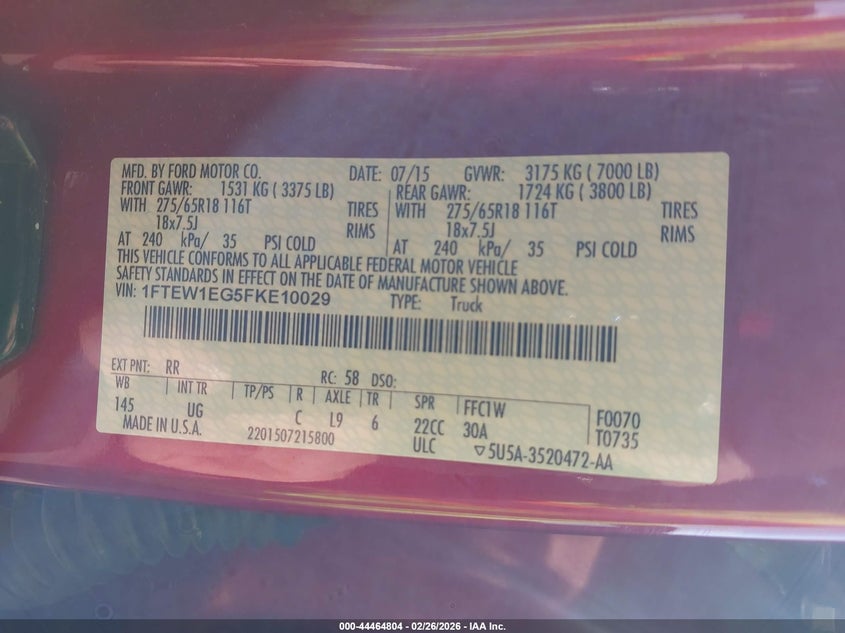 MFD. BY FORD MOTOR CO. DATE: 07/15 GVWR: 3175 KG ( 7000 LB)
FRONT GAWR: 1531 KG ( 3375 LB) REAR GAWR: 1724 KG ( 3800 LB)
WITH 275/65R18 116T TIRES WITH 275/65R18 116T TIRES
18x7.5J RIMS 18x7.5J RIMS
AT 240 kPa/ 35 PSI COLD AT 240 kPa/ 35 PSI COLD
THIS VEHICLE CONFORMS TO ALL APPLICABLE FEDERAL MOTOR VEHICLE
SAFETY STANDARDS IN EFFECT ON THE DATE OF MANUFACTURE SHOWN ABOVE.
VIN: 1FTEW1EG5FKE10029 TYPE: Truck
EXT PNT: RR RC: 58 DSO:
WB INT TR TP/PS R AXLE TR SPR FFC1W
145 UG C L9 6 22CC 30A F0070
MADE IN U.S.A. 2201507215800 ULC ▽5U5A-3520472-AA T0735
000-44464804 | 02/26/2026 - IAA Inc.